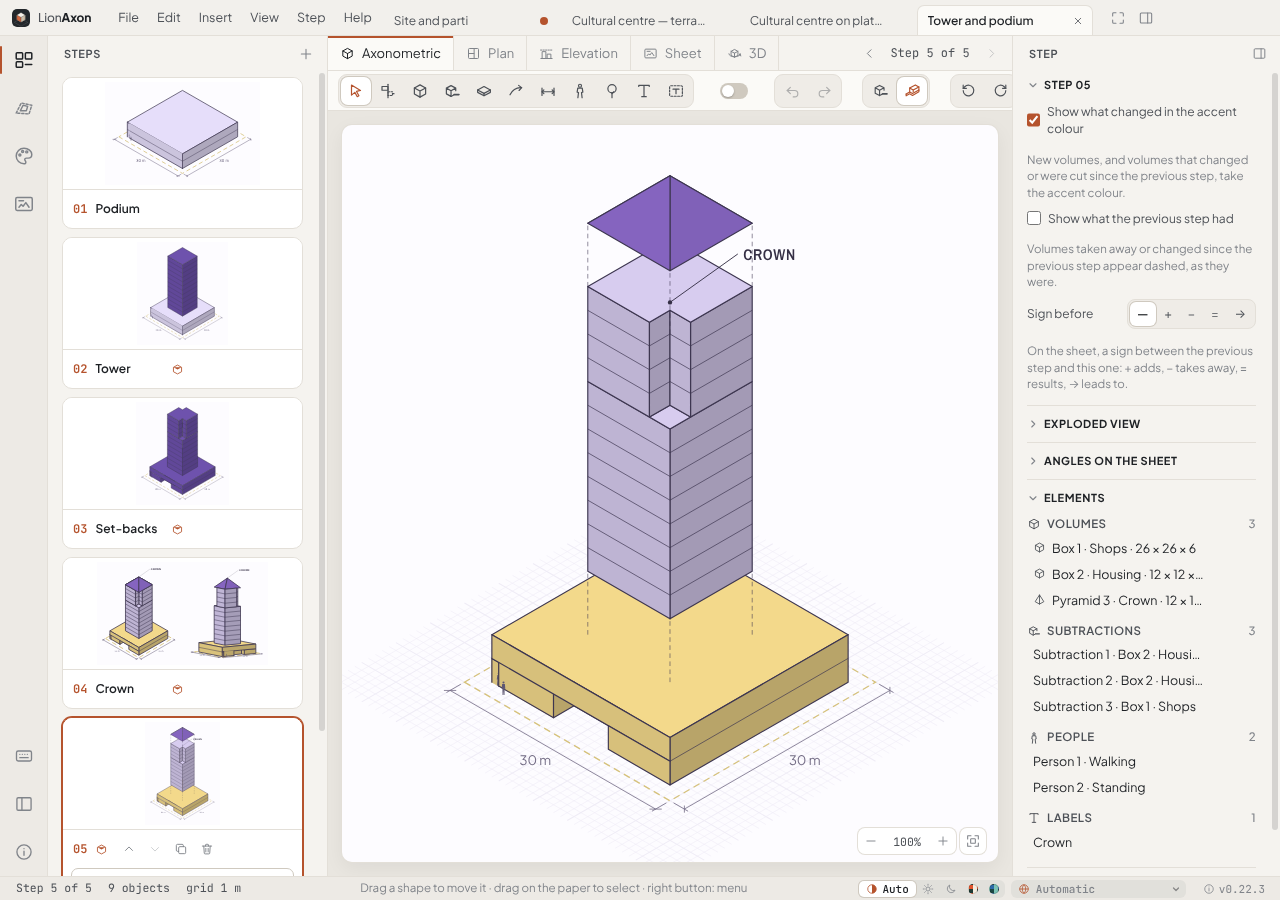 LionAxon File Edit Insert View Step Help Site and parti Cultural centre — terra… Cultural centre on plat… Tower and podium
STEPS
01 Podium
02 Tower
03 Set-backs
04 Crown
05
Axonometric Plan Elevation Sheet 3D Step 5 of 5
CROWN
30 m
30 m
100%
STEP
STEP 05
Show what changed in the accent
colour
New volumes, and volumes that changed
or were cut since the previous step, take
the accent colour.
Show what the previous step had
Volumes taken away or changed since the
previous step appear dashed, as they
were.
Sign before — + − = →
On the sheet, a sign between the previous
step and this one: + adds, − takes away, =
results, → leads to.
EXPLODED VIEW
ANGLES ON THE SHEET
ELEMENTS
VOLUMES 3
Box 1 · Shops · 26 × 26 × 6
Box 2 · Housing · 12 × 12 ×…
Pyramid 3 · Crown · 12 × 1…
SUBTRACTIONS 3
Subtraction 1 · Box 2 · Housi…
Subtraction 2 · Box 2 · Housi…
Subtraction 3 · Box 1 · Shops
PEOPLE 2
Person 1 · Walking
Person 2 · Standing
LABELS 1
Crown
Step 5 of 5 9 objects grid 1 m Drag a shape to move it · drag on the paper to select · right button: menu Auto Automatic v0.22.3